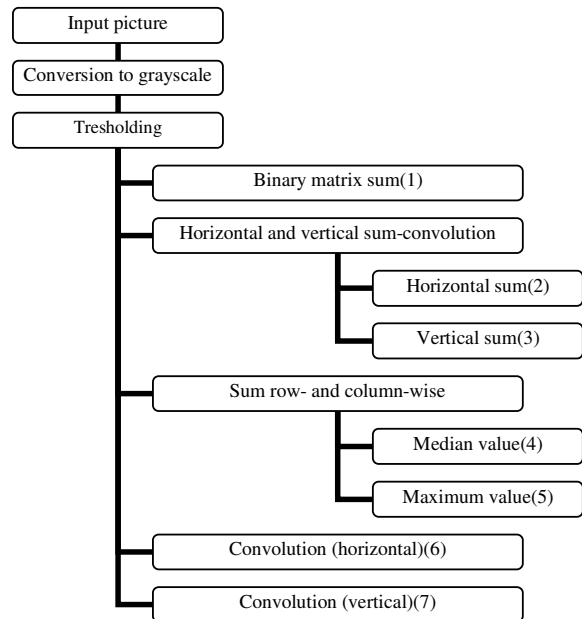 Input picture
Conversion to grayscale
Tresholding
Binary matrix sum(1)
Horizontal and vertical sum-convolution
Horizontal sum(2)
Vertical sum(3)
Sum row- and column-wise
Median value(4)
Maximum value(5)
Convolution (horizontal)(6)
Convolution (vertical)(7)